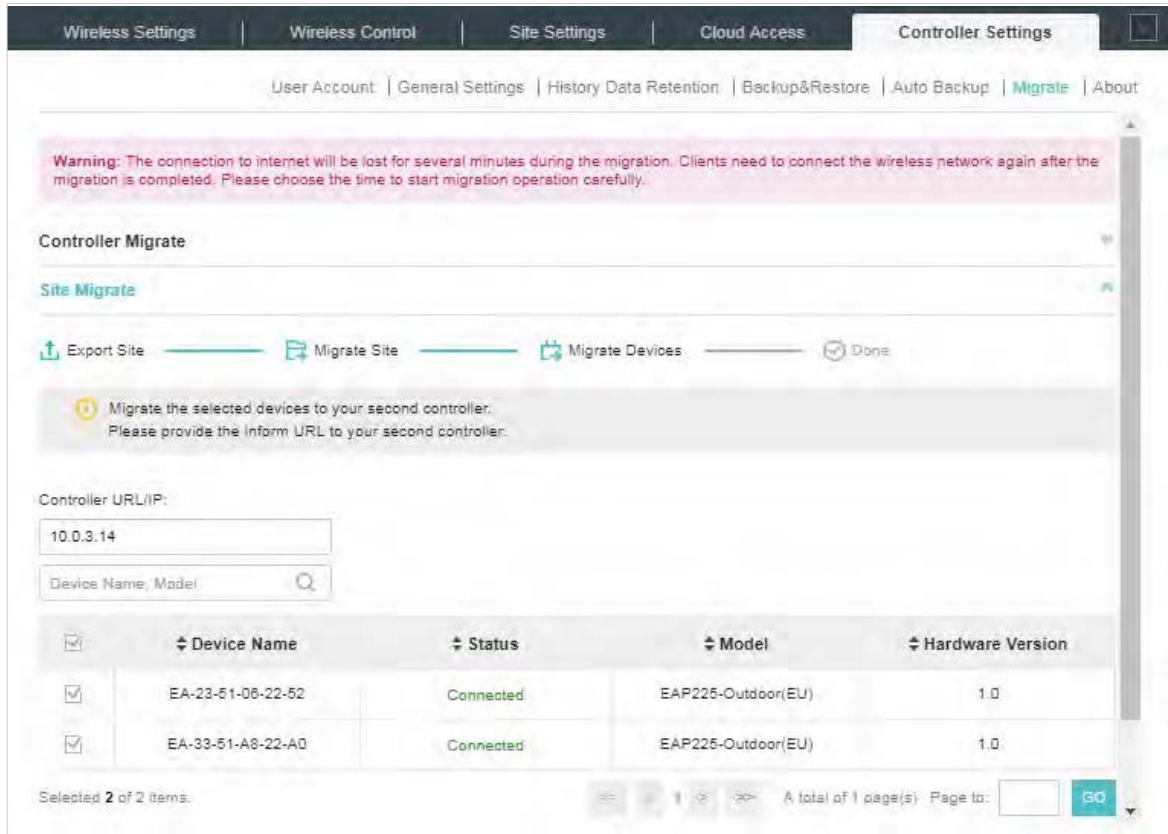 Wireless Settings | Wireless Control | Site Settings | Cloud Access Controller Settings
User Account | General Settings | History Data Retention | Backup&Restore | Auto Backup | Migrate | About
Warning: The connection to internet will be lost for several minutes during the migration. Clients need to connect the wireless network again after the
migration is completed. Please choose the time to start migration operation carefully.
Controller Migrate
Site Migrate
Export Site Migrate Site Migrate Devices Done
Migrate the selected devices to your second controller.
Please provide the Inform URL to your second controller.
Controller URL/IP:
10.0.3.14
Device Name, Model
Device Name Status Model Hardware Version
EA-23-51-06-22-52 Connected EAP225-Outdoor(EU) 1.0
EA-33-51-A8-22-A0 Connected EAP225-Outdoor(EU) 1.0
Selected 2 of 2 items. << < 1 > >> A total of 1 page(s) Page to: GO